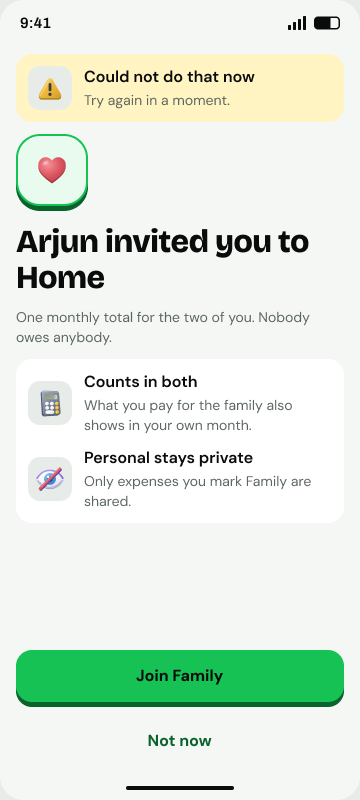 9:41
Could not do that now
Try again in a moment.
Arjun invited you to
Home
One monthly total for the two of you. Nobody
owes anybody.
Counts in both
What you pay for the family also
shows in your own month.
Personal stays private
Only expenses you mark Family are
shared.
Join Family
Not now